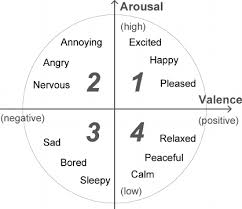 Arousal
(high)
Annoying
Excited
Angry
Happy
Nervous
2
1
Pleased
Valence
(negative)
(positive)
3
4
Sad
Relaxed
Bored
Peaceful
Sleepy
Calm
(low)